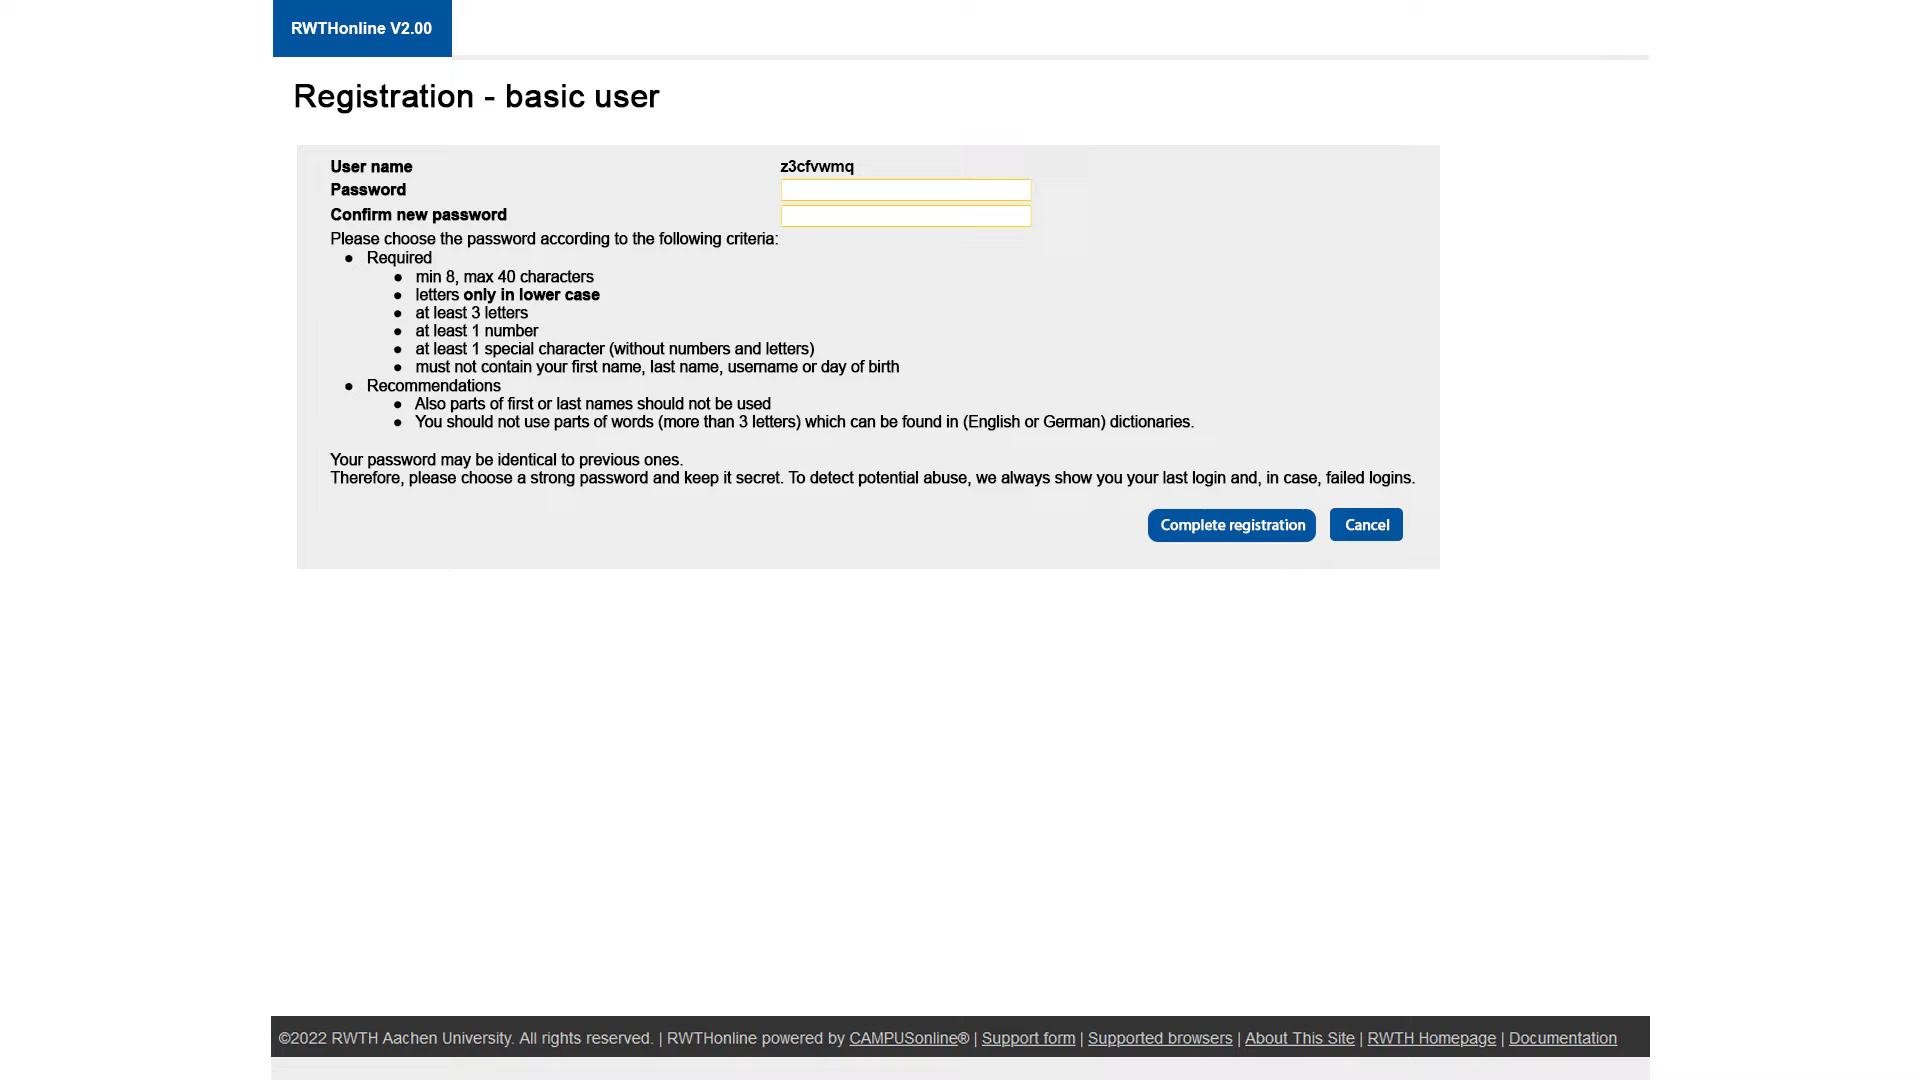 RWTHonline V2.00
Registration - basic user
User name z3cfvwmq
Password
Confirm new password
Please choose the password according to the following criteria:
● Required
● min 8, max 40 characters
● letters only in lower case
● at least 3 letters
● at least 1 number
● at least 1 special character (without numbers and letters)
● must not contain your first name, last name, username or day of birth
● Recommendations
● Also parts of first or last names should not be used
● You should not use parts of words (more than 3 letters) which can be found in (English or German) dictionaries.
Your password may be identical to previous ones.
Therefore, please choose a strong password and keep it secret. To detect potential abuse, we always show you your last login and, in case, failed logins.
Complete registration Cancel
©2022 RWTH Aachen University. All rights reserved. | RWTHonline powered by CAMPUSonline® | Support form | Supported browsers | About This Site | RWTH Homepage | Documentation